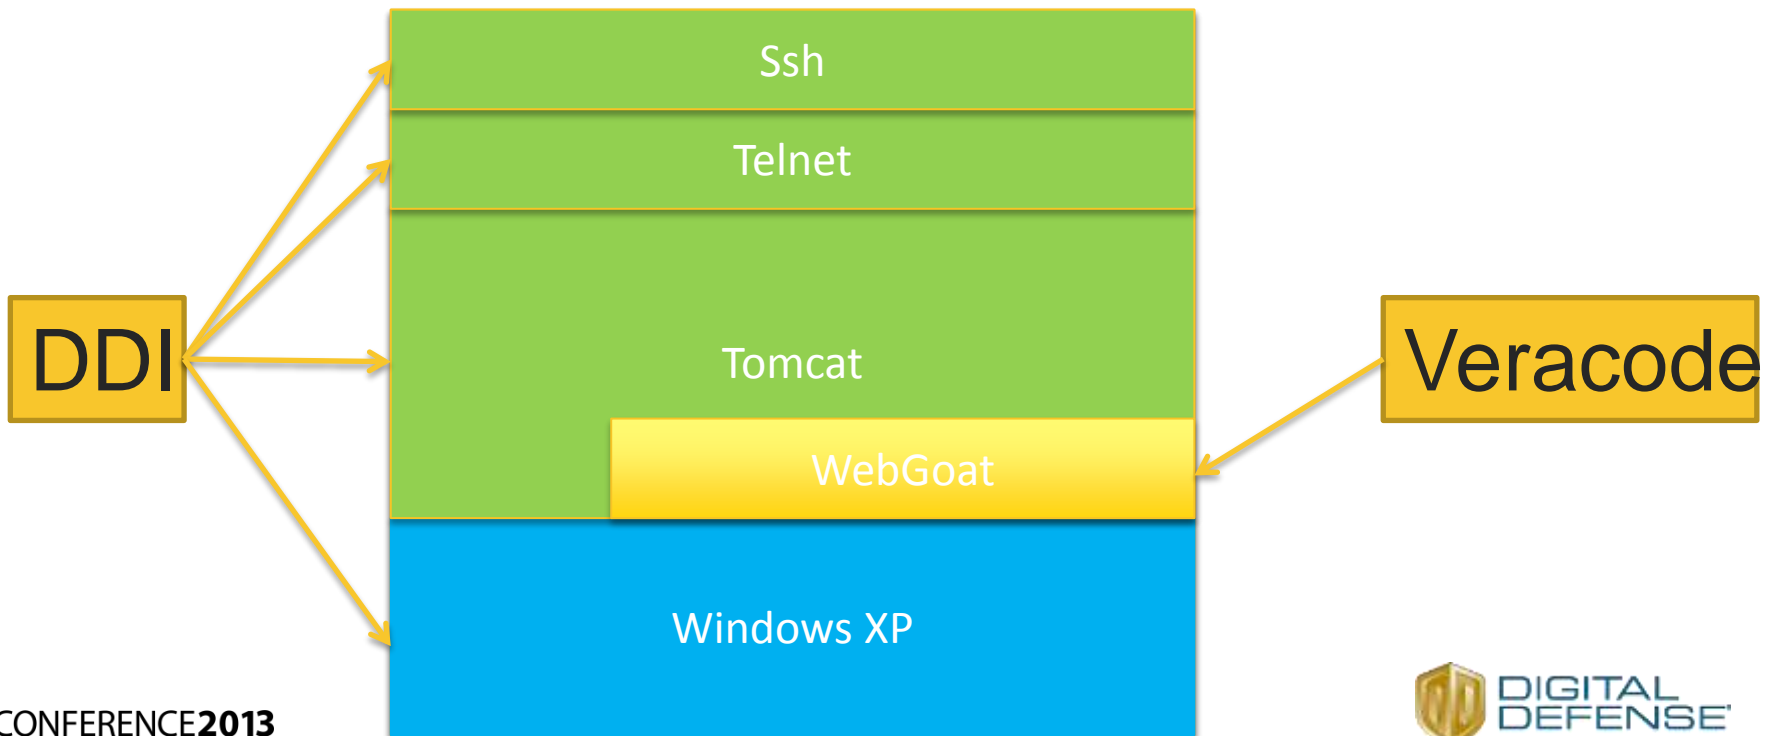 Ssh
Telnet
DDI
Tomcat
Veracode
WebGoat
Windows XP
CONFERENCE2013
DIGITAL
DEFENSE